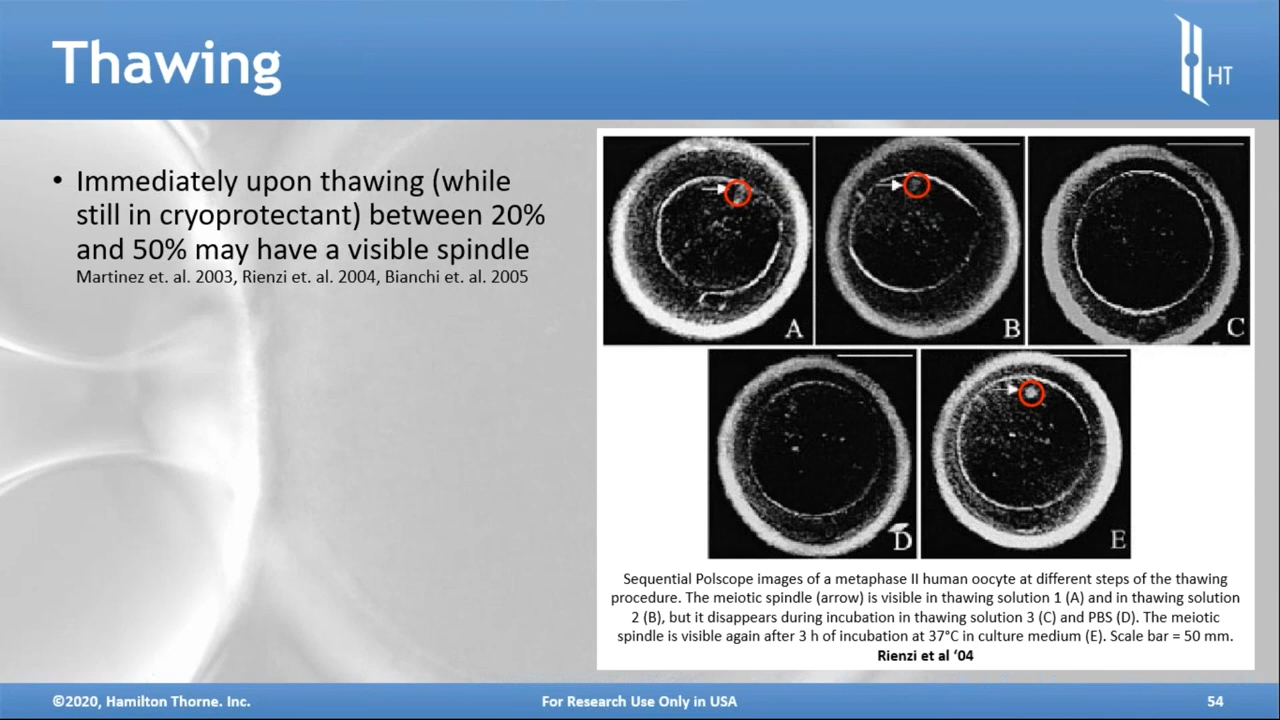 Thawing
HT
• Immediately upon thawing (while
still in cryoprotectant) between 20%
and 50% may have a visible spindle
Martinez et. al. 2003, Rienzi et. al. 2004, Bianchi et. al. 2005
A
B
C
D
E
Sequential Polscope images of a metaphase II human oocyte at different steps of the thawing
procedure. The meiotic spindle (arrow) is visible in thawing solution 1 (A) and in thawing solution
2 (B), but it disappears during incubation in thawing solution 3 (C) and PBS (D). The meiotic
spindle is visible again after 3 h of incubation at 37°C in culture medium (E). Scale bar = 50 mm.
Rienzi et al ‘04
©2020, Hamilton Thorne. Inc.
For Research Use Only in USA
54